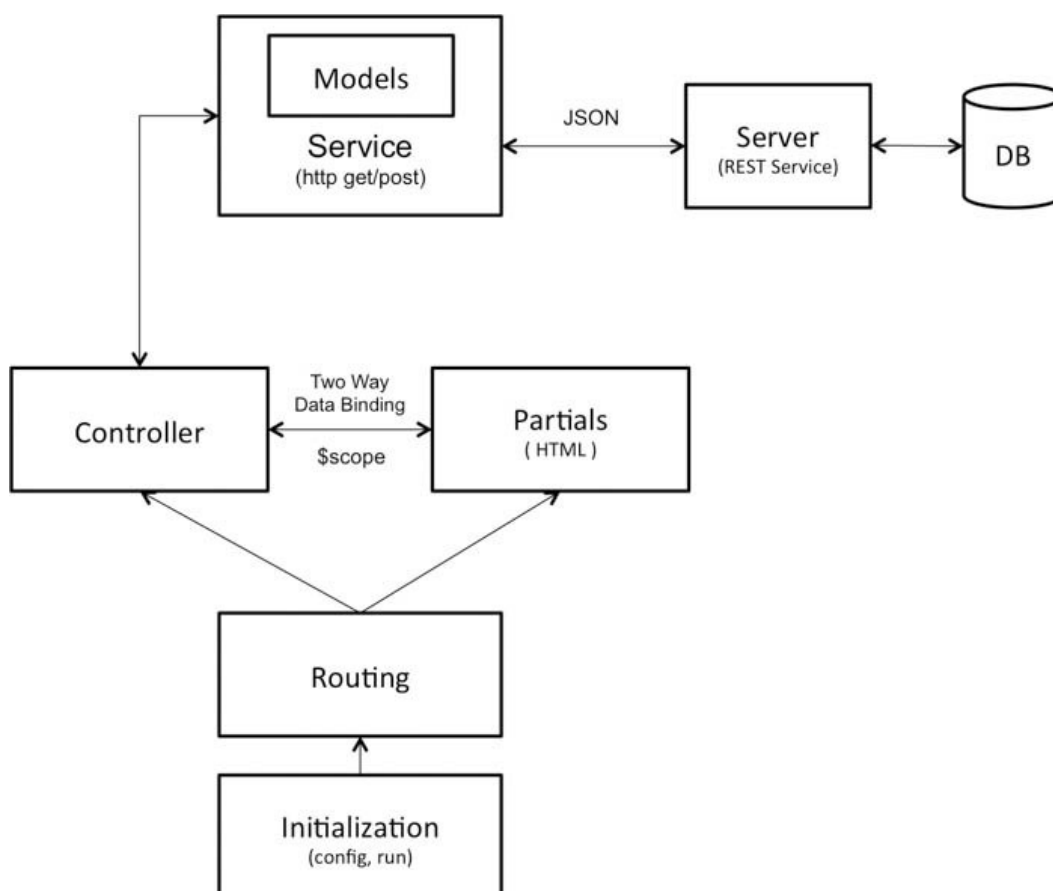 Models
Service
(http get/post)
JSON
Server
(REST Service)
DB
Controller
Two Way
Data Binding
$scope
Partials
( HTML )
Routing
Initialization
(config, run)